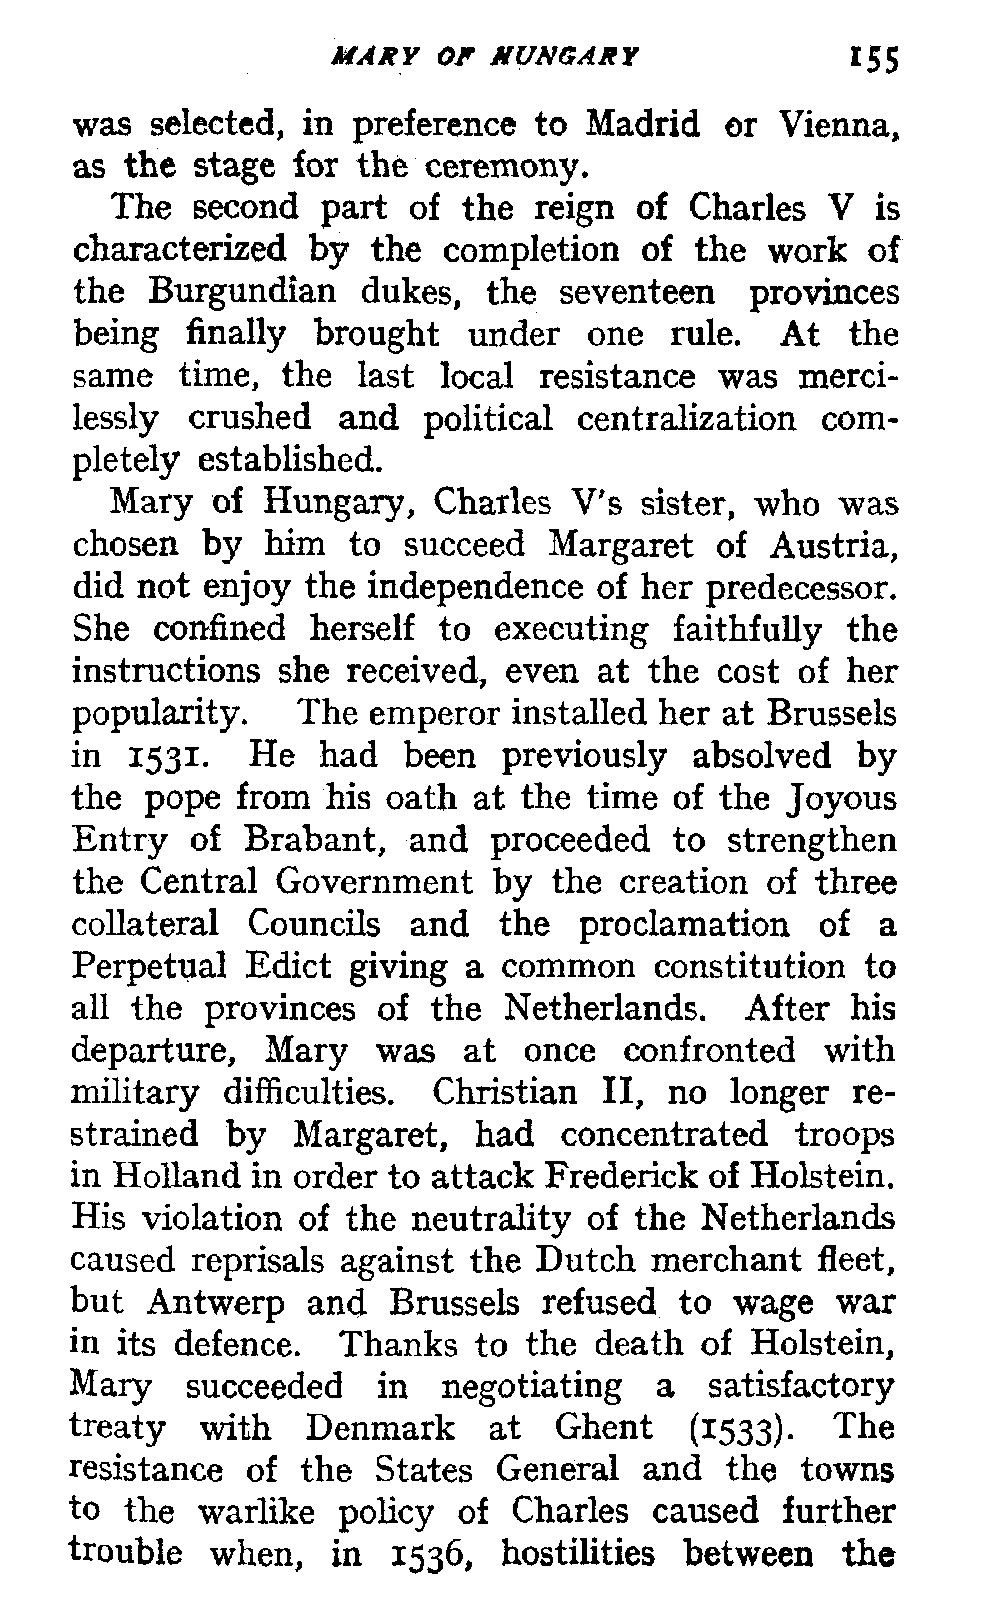 MARY OF HUNGARY 155
was selected, in preference to Madrid or Vienna,
as the stage for the ceremony.
The second part of the reign of Charles V is
characterized by the completion of the work of
the Burgundian dukes, the seventeen provinces
being finally brought under one rule. At the
same time, the last local resistance was merci-
lessly crushed and political centralization com-
pletely established.
Mary of Hungary, Charles V's sister, who was
chosen by him to succeed Margaret of Austria,
did not enjoy the independence of her predecessor.
She confined herself to executing faithfully the
instructions she received, even at the cost of her
popularity. The emperor installed her at Brussels
in 1531. He had been previously absolved by
the pope from his oath at the time of the Joyous
Entry of Brabant, and proceeded to strengthen
the Central Government by the creation of three
collateral Councils and the proclamation of a
Perpetual Edict giving a common constitution to
all the provinces of the Netherlands. After his
departure, Mary was at once confronted with
military difficulties. Christian II, no longer re-
strained by Margaret, had concentrated troops
in Holland in order to attack Frederick of Holstein.
His violation of the neutrality of the Netherlands
caused reprisals against the Dutch merchant fleet,
but Antwerp and Brussels refused to wage war
in its defence. Thanks to the death of Holstein,
Mary succeeded in negotiating a satisfactory
treaty with Denmark at Ghent (1533). The
resistance of the States General and the towns
to the warlike policy of Charles caused further
trouble when, in 1536, hostilities between the